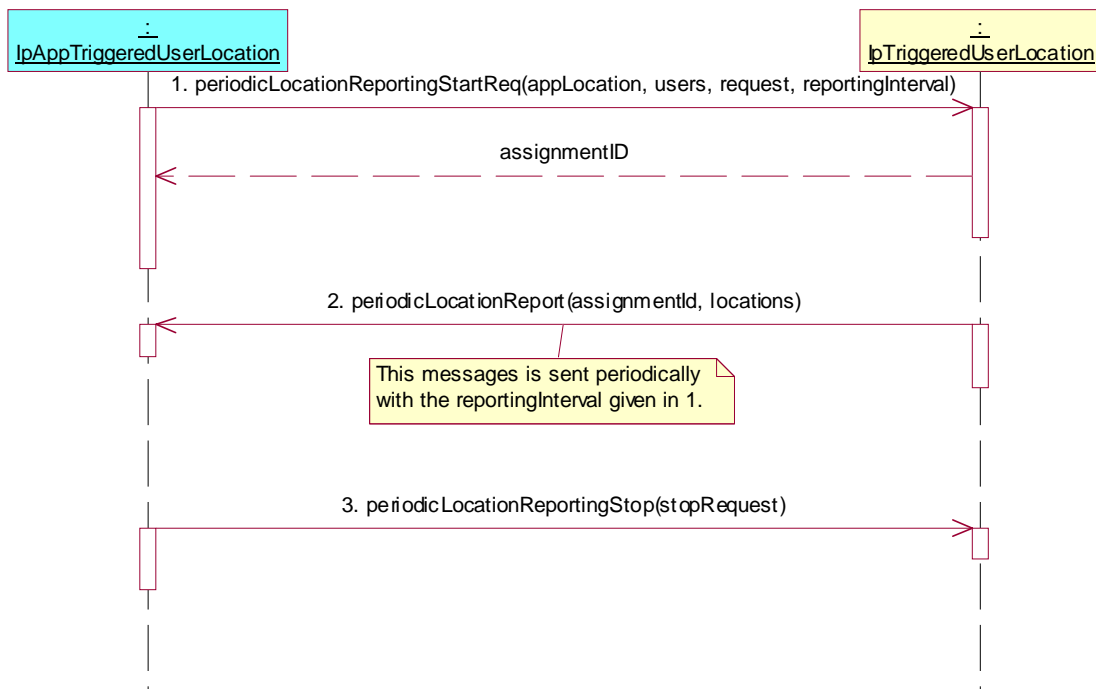 :
IpAppTriggeredUserLocation
:
IpTriggeredUserLocation
1. periodicLocationReportingStartReq(appLocation, users, request, reportingInterval)
assignmentID
2. periodicLocationReport(assignmentId, locations)
This messages is sent periodically
with the reportingInterval given in 1.
3. periodicLocationReportingStop(stopRequest)